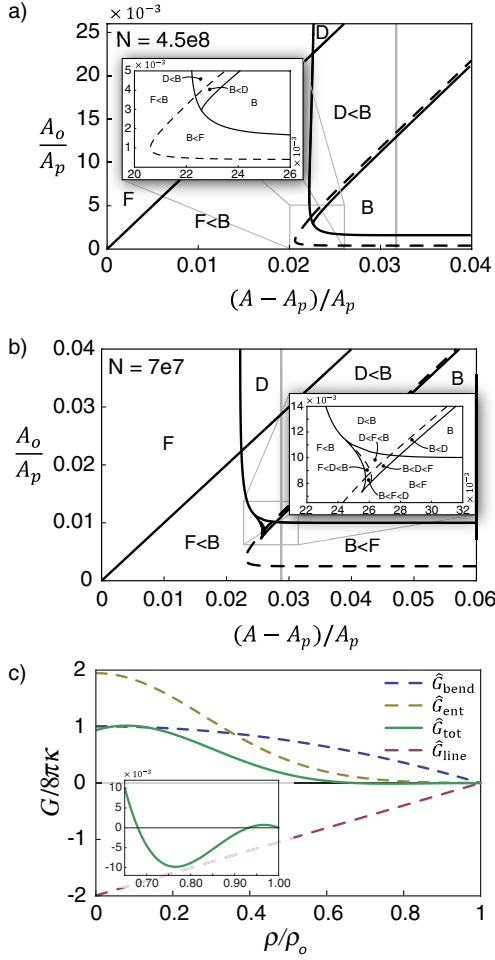 a)
× 10⁻³
N = 4.5e8
25
20
15
10
5
0
A_o
A_p
5
4
3
2
1
× 10⁻³
D<B
F<B
B<D
B
B<F
20
22
24
26
× 10⁻³
D
D<B
B
F
F<B
0
0.01
0.02
0.03
0.04
(A − A_p)/A_p
b)
N = 7e7
0.04
0.03
0.02
0.01
0
A_o
A_p
F
D
D<B
B
14
12
10
8
× 10⁻³
D<B
B
F<B
D<F<B
B<D
F<D<B
B<D<F
B<F
B<F<D
22
24
26
28
30
32
× 10⁻³
F<B
B<F
0
0.01
0.02
0.03
0.04
0.05
0.06
(A − A_p)/A_p
c)
2
1
0
-1
-2
G/8πκ
Ĝ_bend
Ĝ_ent
Ĝ_tot
Ĝ_line
× 10⁻³
10
5
0
-5
-10
0.70
0.80
0.90
1.00
0
0.2
0.4
0.6
0.8
1
ρ/ρ_o